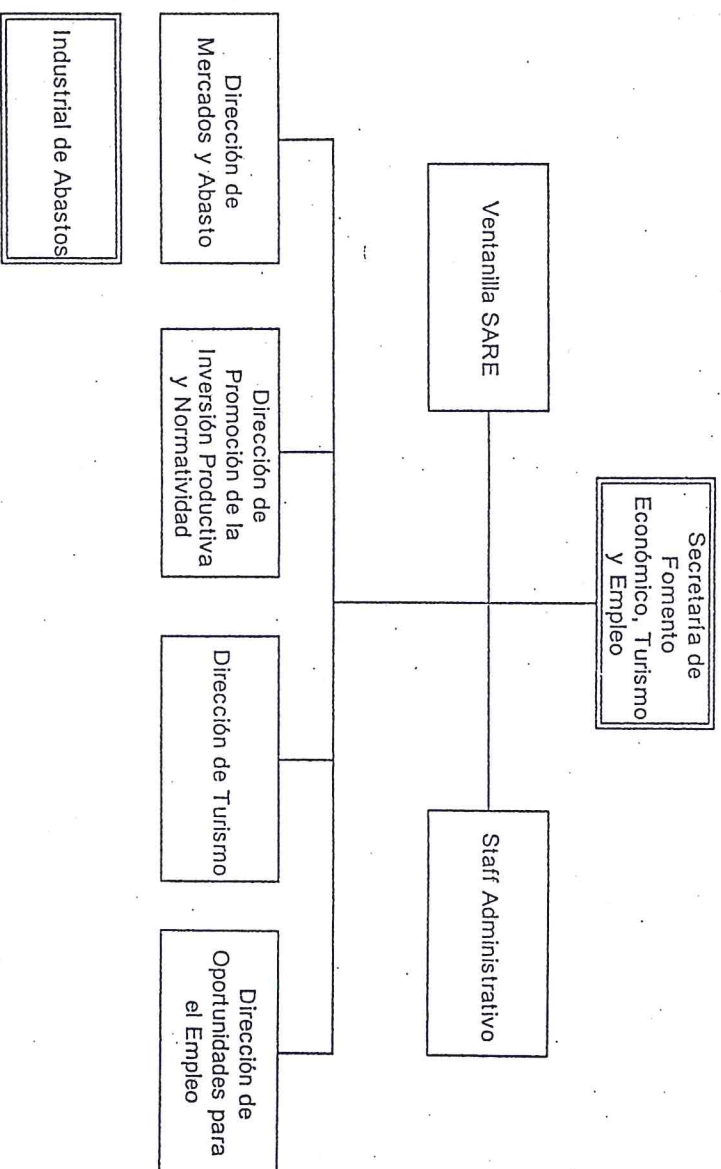 Secretaría de
Fomento
Económico, Turismo
y Empleo
Ventanilla SARE
Staff Administrativo
Dirección de
Mercados y Abasto
Dirección de
Promoción de la
Inversión Productiva
y Normatividad
Dirección de Turismo
Dirección de
Oportunidades para
el Empleo
Industrial de Abastos